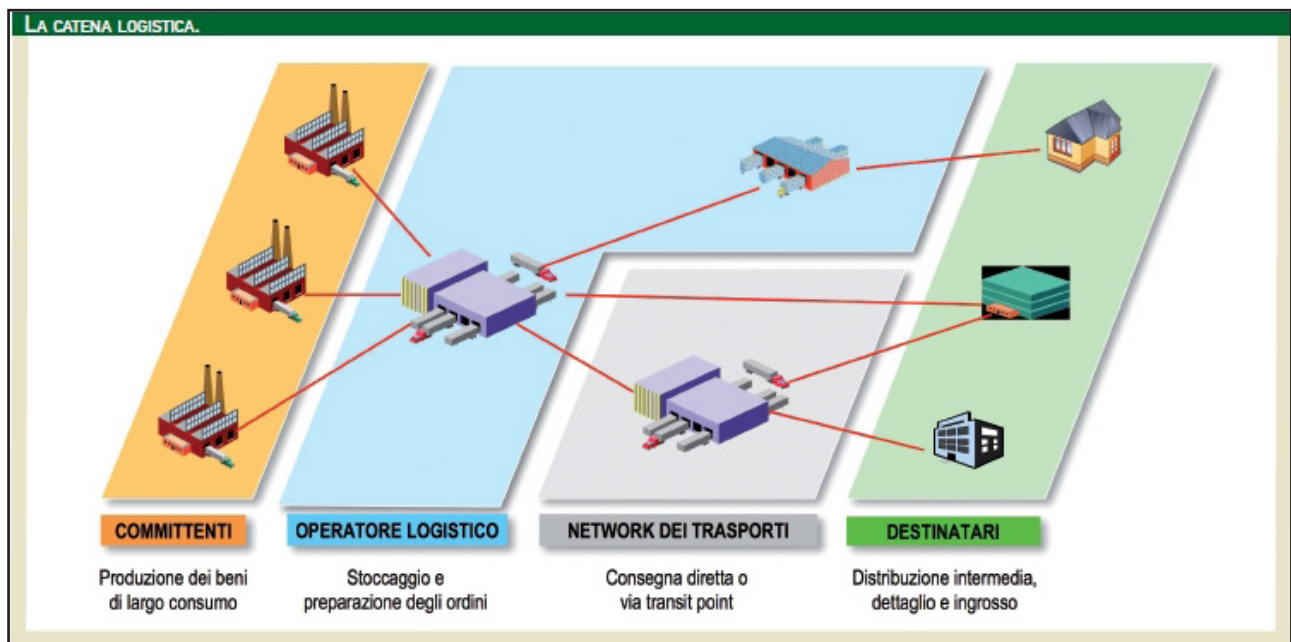 LA CATENA LOGISTICA.
COMMITTENTI
Produzione dei beni
di largo consumo
OPERATORE LOGISTICO
Stoccaggio e
preparazione degli ordini
NETWORK DEI TRASPORTI
Consegna diretta o
via transit point
DESTINATARI
Distribuzione intermedia,
dettaglio e ingrosso